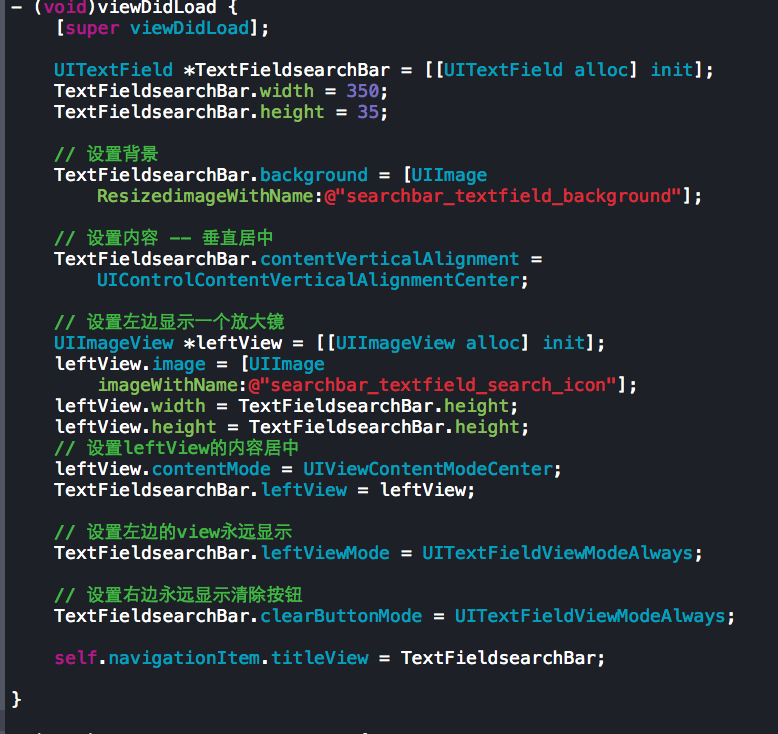 - (void)viewDidLoad {
[super viewDidLoad];
UITextField *TextFieldsearchBar = [[UITextField alloc] init];
TextFieldsearchBar.width = 350;
TextFieldsearchBar.height = 35;
// 设置背景
TextFieldsearchBar.background = [UIImage
ResizedimageWithName:@"searchbar_textfield_background"];
// 设置内容 -- 垂直居中
TextFieldsearchBar.contentVerticalAlignment =
UIControlContentVerticalAlignmentCenter;
// 设置左边显示一个放大镜
UIImageView *leftView = [[UIImageView alloc] init];
leftView.image = [UIImage
imageWithName:@"searchbar_textfield_search_icon"];
leftView.width = TextFieldsearchBar.height;
leftView.height = TextFieldsearchBar.height;
// 设置leftView的内容居中
leftView.contentMode = UIViewContentModeCenter;
TextFieldsearchBar.leftView = leftView;
// 设置左边的view永远显示
TextFieldsearchBar.leftViewMode = UITextFieldViewModeAlways;
// 设置右边永远显示清除按钮
TextFieldsearchBar.clearButtonMode = UITextFieldViewModeAlways;
self.navigationItem.titleView = TextFieldsearchBar;
}